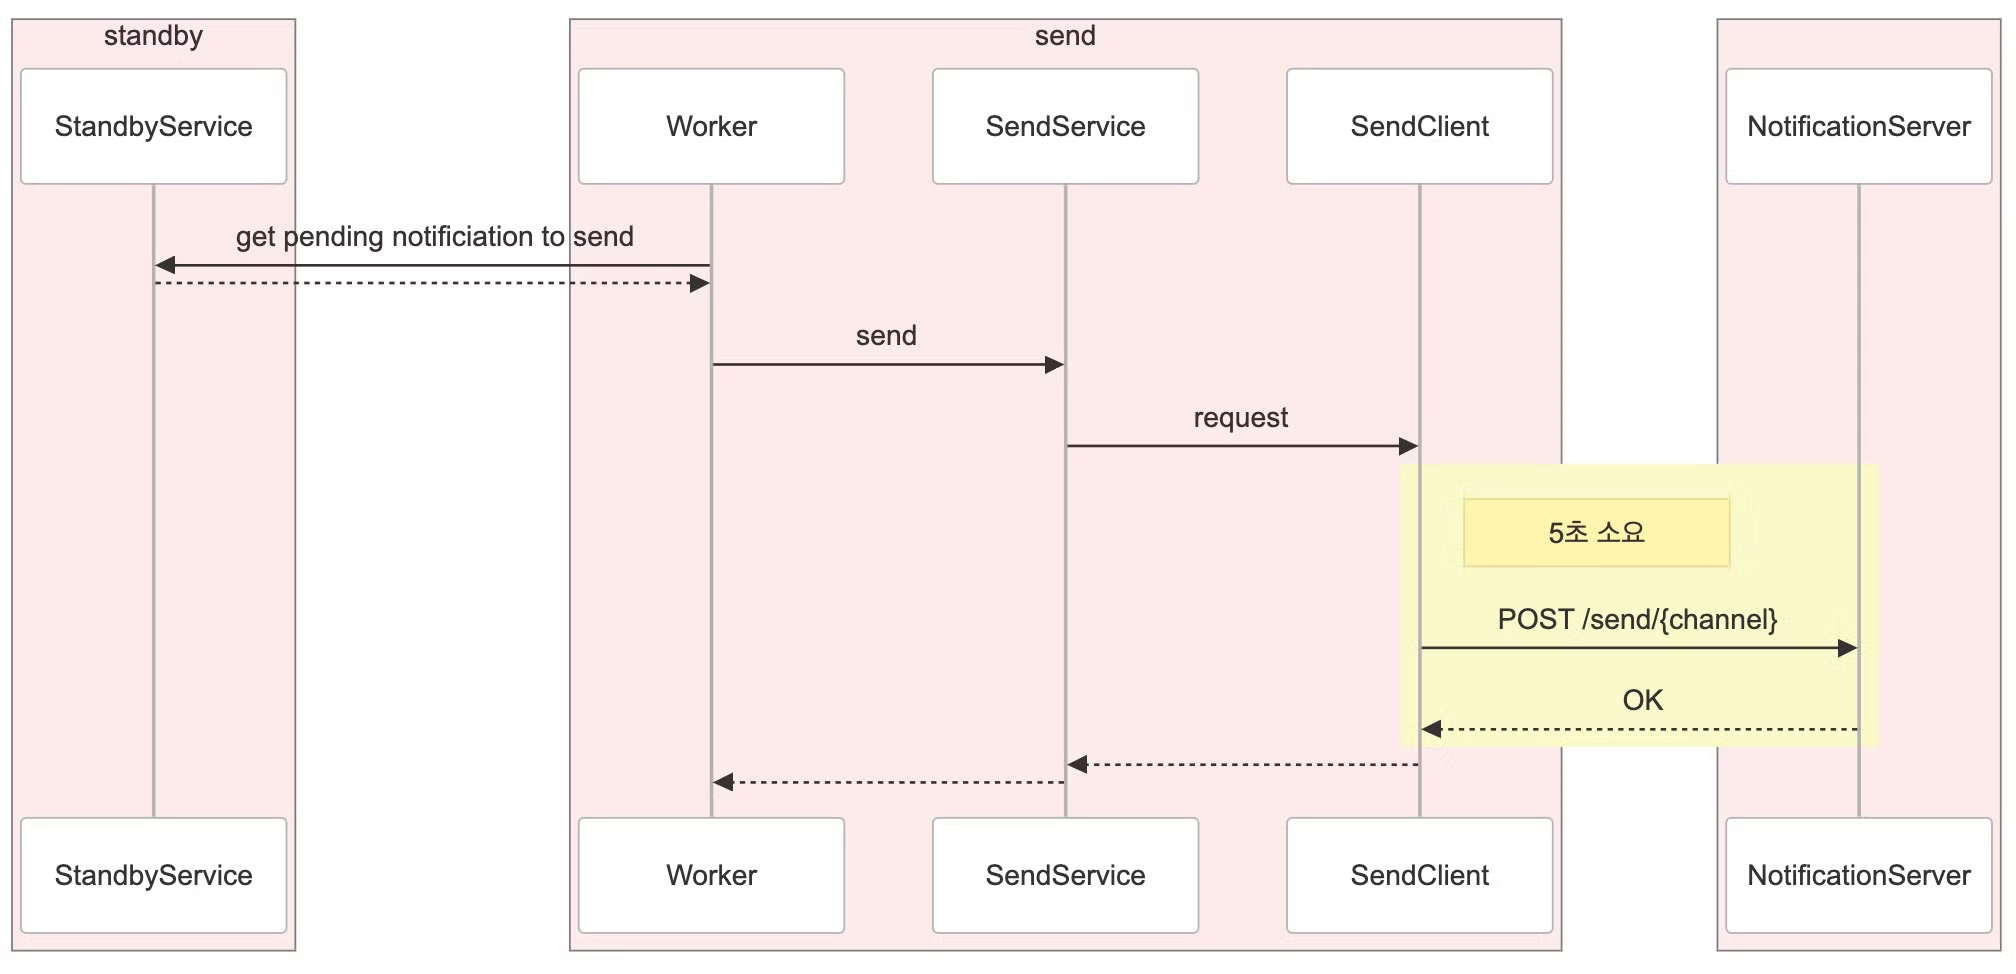 standby
send
StandbyService
Worker
SendService
SendClient
NotificationServer
get pending notificiation to send
send
request
5초 소요
POST /send/{channel}
OK
StandbyService
Worker
SendService
SendClient
NotificationServer